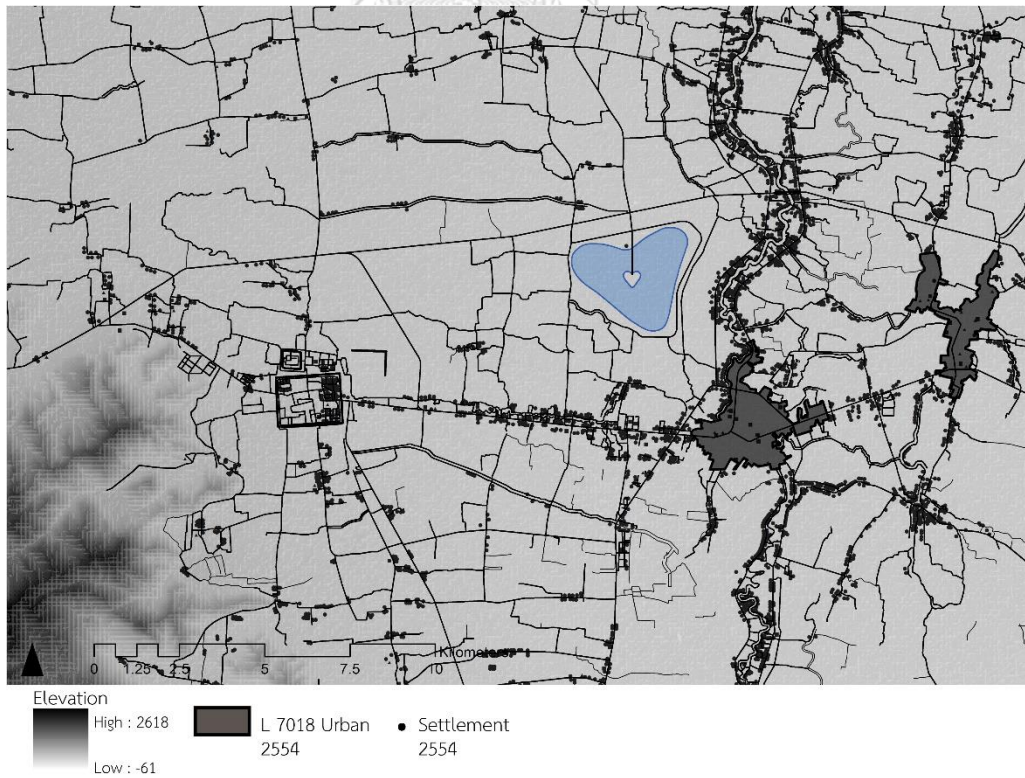 0 1.25 2.5 5 7.5 10 Kilometers
Elevation
High : 2618
Low : -61
L 7018 Urban
2554
Settlement
2554